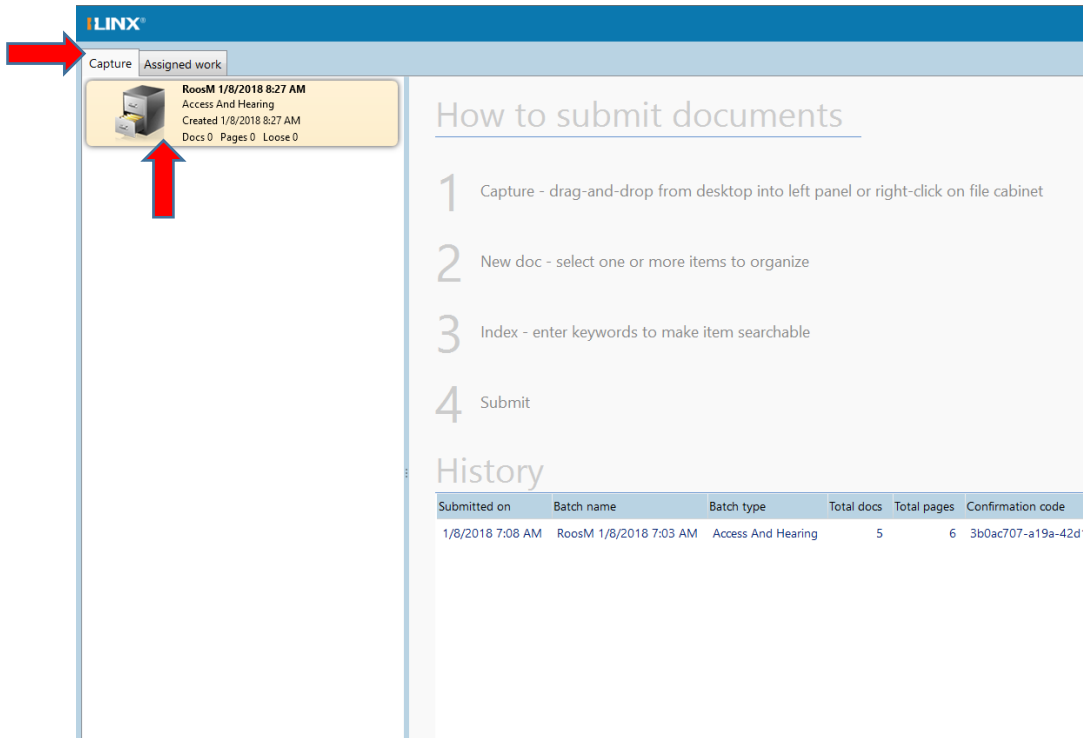 ILINX®
Capture Assigned work
RoosM 1/8/2018 8:27 AM
Access And Hearing
Created 1/8/2018 8:27 AM
Docs 0 Pages 0 Loose 0
How to submit documents
1 Capture - drag-and-drop from desktop into left panel or right-click on file cabinet
2 New doc - select one or more items to organize
3 Index - enter keywords to make item searchable
4 Submit
History
Submitted on Batch name Batch type Total docs Total pages Confirmation code
1/8/2018 7:08 AM RoosM 1/8/2018 7:03 AM Access And Hearing 5 6 3b0ac707-a19a-42d1